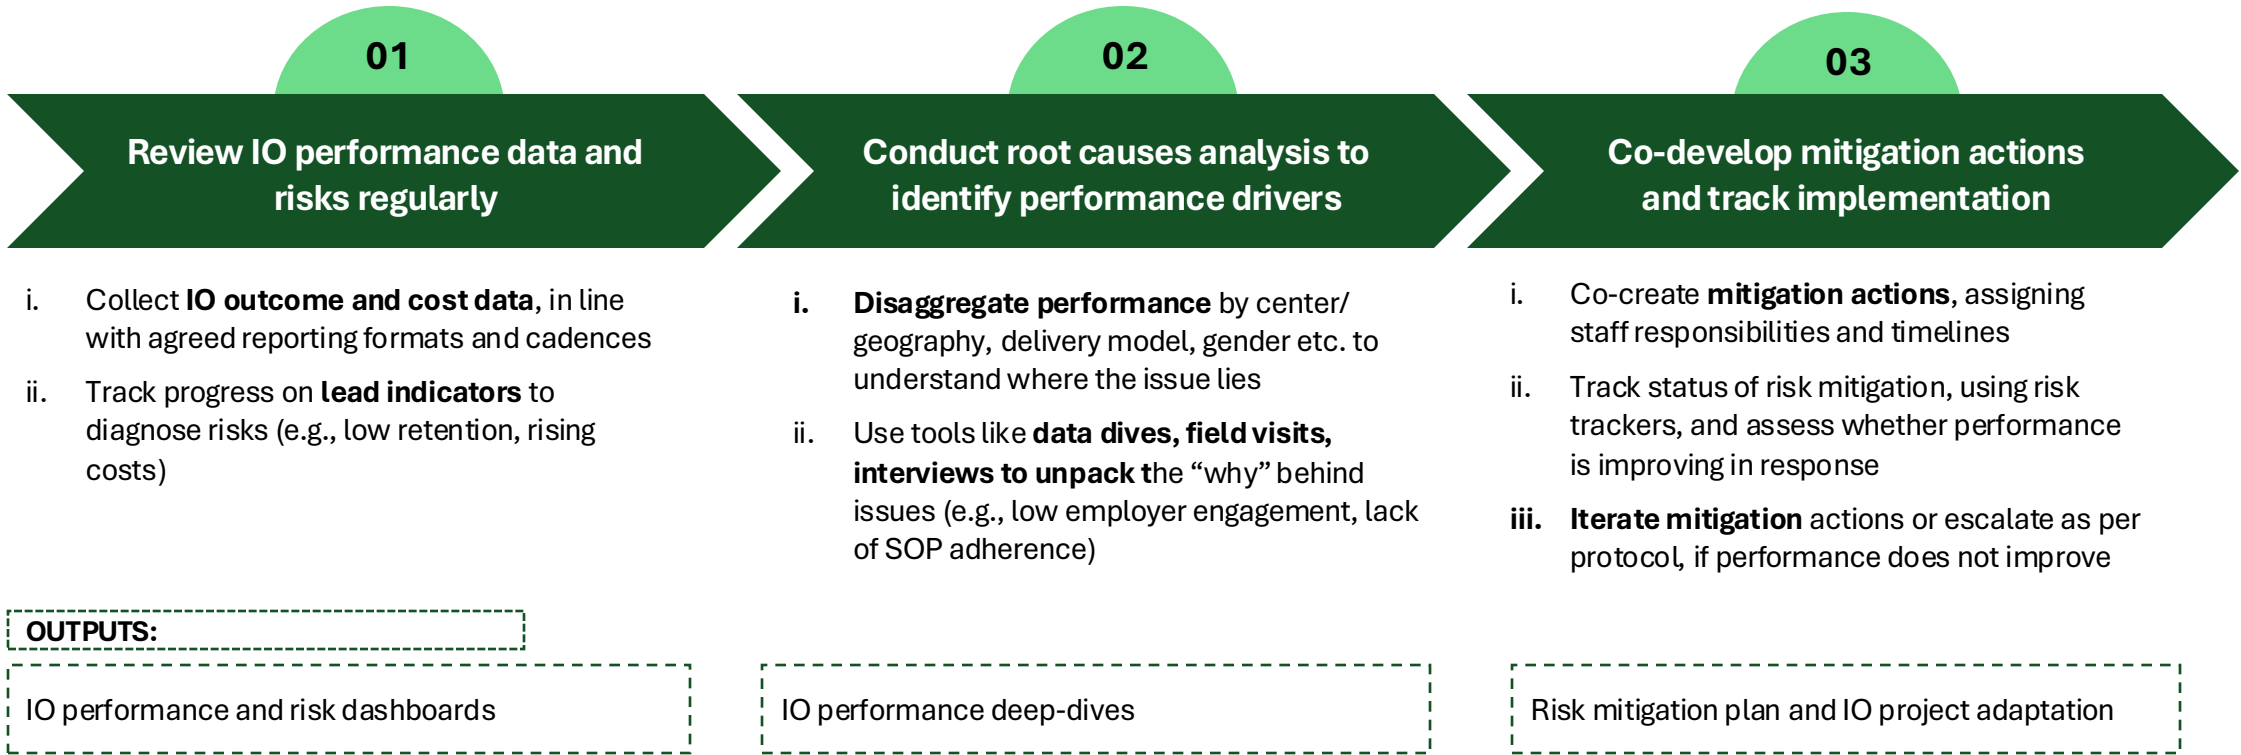 01
Review IO performance data and
risks regularly
i. Collect IO outcome and cost data, in line
with agreed reporting formats and cadences
ii. Track progress on lead indicators to
diagnose risks (e.g., low retention, rising
costs)
02
Conduct root causes analysis to
identify performance drivers
i. Disaggregate performance by center/
geography, delivery model, gender etc. to
understand where the issue lies
ii. Use tools like data dives, field visits,
interviews to unpack the “why” behind
issues (e.g., low employer engagement, lack
of SOP adherence)
03
Co-develop mitigation actions
and track implementation
i. Co-create mitigation actions, assigning
staff responsibilities and timelines
ii. Track status of risk mitigation, using risk
trackers, and assess whether performance
is improving in response
iii. Iterate mitigation actions or escalate as per
protocol, if performance does not improve
OUTPUTS:
IO performance and risk dashboards
IO performance deep-dives
Risk mitigation plan and IO project adaptation